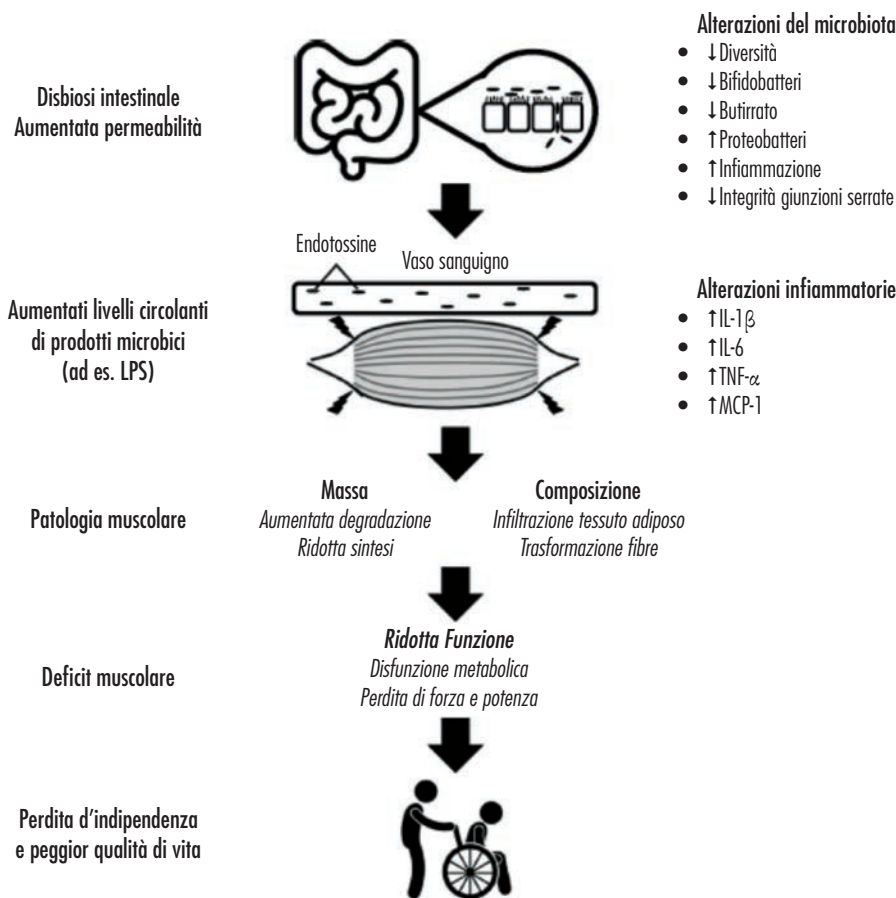 Disbiosi intestinale
Aumentata permeabilità
Alterazioni del microbiota
• ↓Diversità
• ↓Bifidobatteri
• ↓Butirrato
• ↑Proteobatteri
• ↑Infiammazione
• ↓Integrità giunzioni serrate
Endotossine
Vaso sanguigno
Aumentati livelli circolanti
di prodotti microbici
(ad es. LPS)
Alterazioni infiammatorie
• ↑IL-1β
• ↑IL-6
• ↑TNF-α
• ↑MCP-1
Patologia muscolare
Massa
Aumentata degradazione
Ridotta sintesi
Composizione
Infiltrazione tessuto adiposo
Trasformazione fibre
Deficit muscolare
Ridotta Funzione
Disfunzione metabolica
Perdita di forza e potenza
Perdita d'indipendenza
e peggior qualità di vita